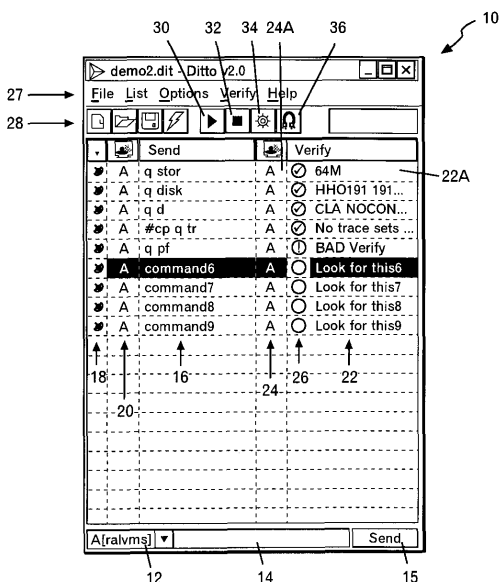 10
30 32 34 24A 36
demo2.dit - Ditto v2.0
27 File List Options Verify Help
28
Send Verify
A q stor A 64M 22A
A q disk A HHO191 191...
A q d A CLA NOCON...
A #cp q tr A No trace sets ...
A q pf A BAD Verify
A command6 A Look for this6
A command7 A Look for this7
A command8 A Look for this8
A command9 A Look for this9
18 20 16 24 26 22
A[ralvms] Send
12 14 15